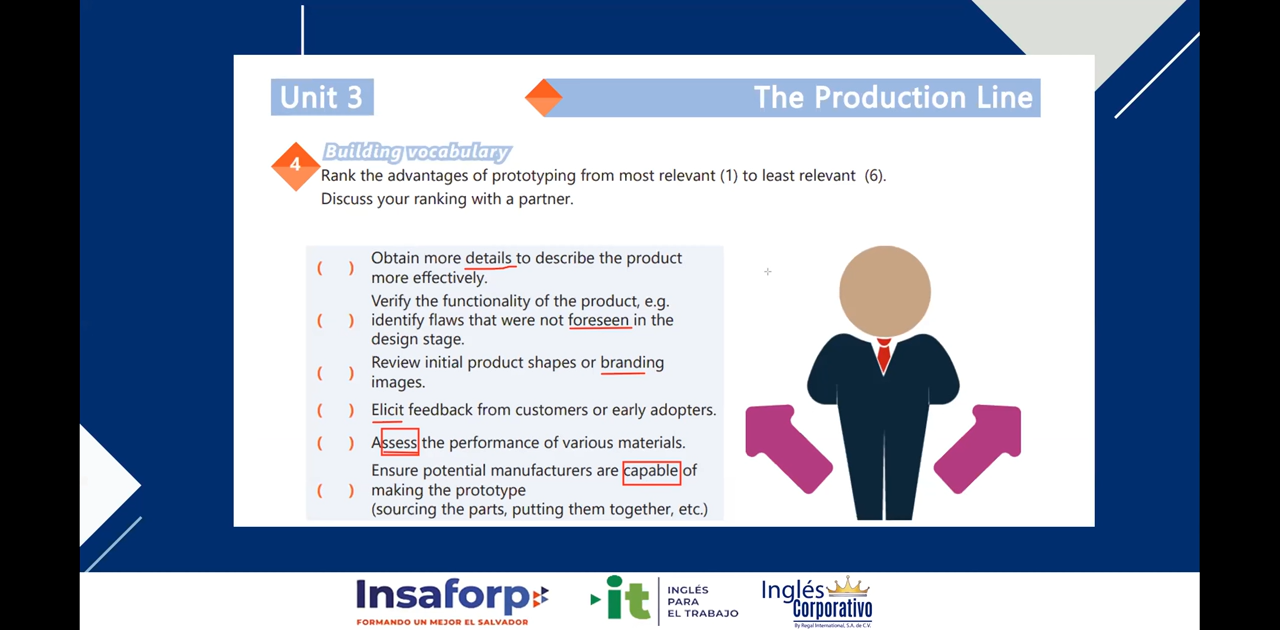 Unit 3
The Production Line
4
Building vocabulary
Rank the advantages of prototyping from most relevant (1) to least relevant (6).
Discuss your ranking with a partner.
( ) Obtain more details to describe the product
more effectively.
( ) Verify the functionality of the product, e.g.
identify flaws that were not foreseen in the
design stage.
( ) Review initial product shapes or branding
images.
( ) Elicit feedback from customers or early adopters.
( ) Assess the performance of various materials.
( ) Ensure potential manufacturers are capable of
making the prototype
(sourcing the parts, putting them together, etc.)
Insaforp
FORMANDO UN MEJOR EL SALVADOR
it
INGLÉS
PARA
EL TRABAJO
Inglés
Corporativo
By Regal International, S.A. de C.V.